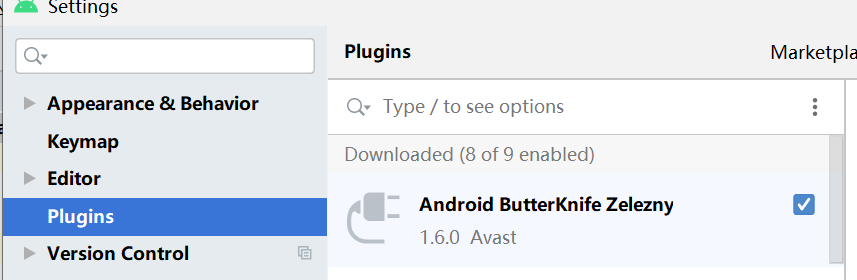 Settings
Plugins
Marketpla
Appearance & Behavior
Type / to see options
Keymap
Downloaded (8 of 9 enabled)
Editor
Android ButterKnife Zelezny
Plugins
1.6.0 Avast
Version Control